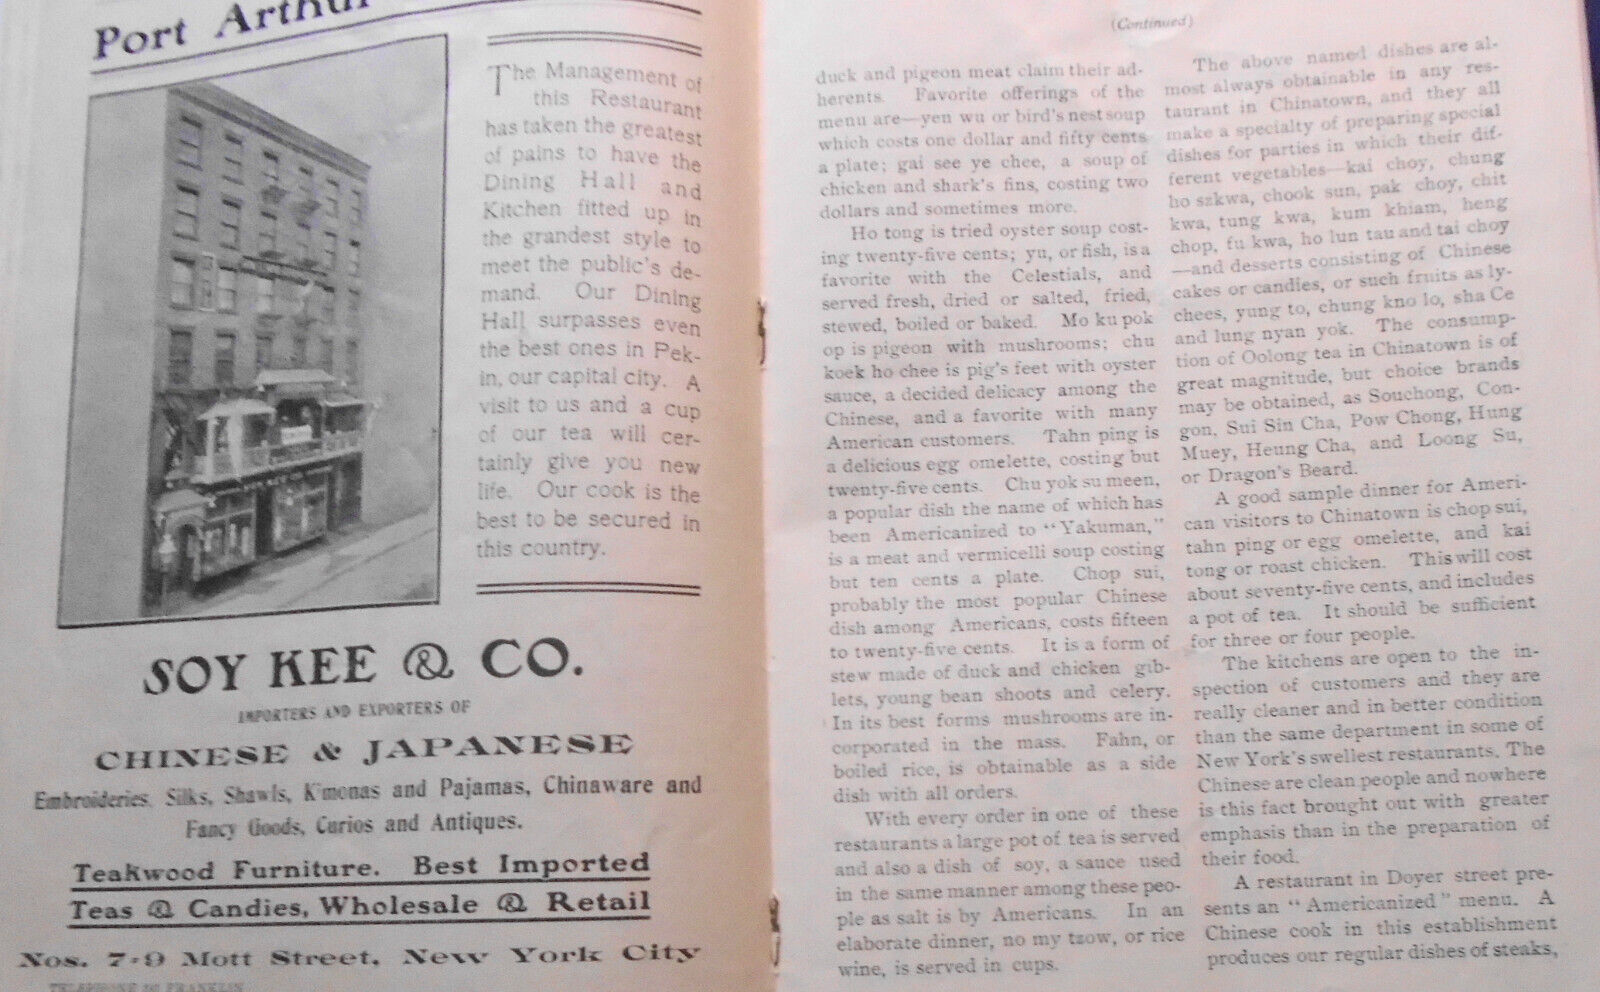 Port Arthur
The Management of
this Restaurant
has taken the greatest
of pains to have the
Dining Hall and
Kitchen fitted up in
the grandest style to
meet the public's de-
mand. Our Dining
Hall surpasses even
the best ones in Pek-
in, our capital city. A
visit to us and a cup
of our tea will cer-
tainly give you new
life. Our cook is the
best to be secured in
this country.
SOY KEE & CO.
IMPORTERS AND EXPORTERS OF
CHINESE & JAPANESE
Embroideries, Silks, Shawls, K'monas and Pajamas, Chinaware and
Fancy Goods, Curios and Antiques.
Teakwood Furniture. Best Imported
Teas & Candies, Wholesale & Retail
Nos. 7-9 Mott Street, New York City
TELEPHONE FRANKLIN
(Continued)
duck and pigeon meat claim their ad-
herents. Favorite offerings of the
menu are—yen wu or bird's nest soup
which costs one dollar and fifty cents
a plate; gai see ye chee, a soup of
chicken and shark's fins, costing two
dollars and sometimes more.
Ho tong is tried oyster soup cost-
ing twenty-five cents; yu, or fish, is a
favorite with the Celestials, and
served fresh, dried or salted, fried,
stewed, boiled or baked. Mo ku pok
op is pigeon with mushrooms; chu
koek ho chee is pig's feet with oyster
sauce, a decided delicacy among the
Chinese, and a favorite with many
American customers. Tahn ping is
a delicious egg omelette, costing but
twenty-five cents. Chu yok su meen,
a popular dish the name of which has
been Americanized to "Yakuman,"
is a meat and vermicelli soup costing
but ten cents a plate. Chop sui,
probably the most popular Chinese
dish among Americans, costs fifteen
to twenty-five cents. It is a form of
stew made of duck and chicken gib-
lets, young bean shoots and celery.
In its best forms mushrooms are in-
corporated in the mass. Fahn, or
boiled rice, is obtainable as a side
dish with all orders.
With every order in one of these
restaurants a large pot of tea is served
and also a dish of soy, a sauce used
in the same manner among these peo-
ple as salt is by Americans. In an
elaborate dinner, no my tzow, or rice
wine, is served in cups.
The above named dishes are al-
most always obtainable in any res-
taurant in Chinatown, and they all
make a specialty of preparing special
dishes for parties in which their dif-
ferent vegetables—kai choy, chung
ho szkwa, chook sun, pak choy, chit
kwa, tung kwa, kum khiam, heng
chop, fu kwa, ho lun tau and tai choy
—and desserts consisting of Chinese
cakes or candies, or such fruits as ly-
chees, yung to, chung kno lo, sha Ce
and lung nyan yok. The consump-
tion of Oolong tea in Chinatown is of
great magnitude, but choice brands
may be obtained, as Souchong, Con-
gon, Sui Sin Cha, Pow Chong, Hung
Muey, Heung Cha, and Loong Su,
or Dragon's Beard.
A good sample dinner for Ameri-
can visitors to Chinatown is chop sui,
tahn ping or egg omelette, and kai
tong or roast chicken. This will cost
about seventy-five cents, and includes
a pot of tea. It should be sufficient
for three or four people.
The kitchens are open to the in-
spection of customers and they are
really cleaner and in better condition
than the same department in some of
New York's swellest restaurants. The
Chinese are clean people and nowhere
is this fact brought out with greater
emphasis than in the preparation of
their food.
A restaurant in Doyer street pre-
sents an "Americanized" menu. A
Chinese cook in this establishment
produces our regular dishes of steaks,